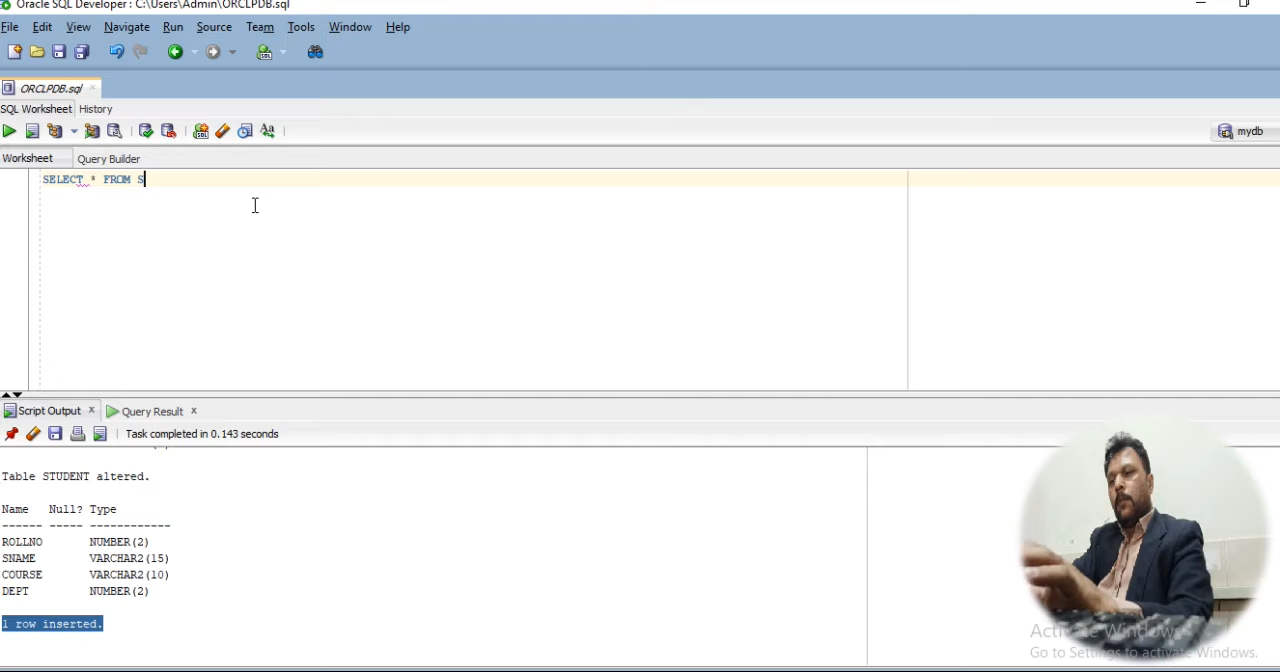 Oracle SQL Developer : C:\Users\Admin\ORCLPDB.sql
File Edit View Navigate Run Source Team Tools Window Help
ORCLPDB.sql
SQL Worksheet History
mydb
Worksheet Query Builder
SELECT * FROM S
Script Output Query Result
Task completed in 0.143 seconds
Table STUDENT altered.
Name Null? Type
------ ----- ------------
ROLLNO NUMBER(2)
SNAME VARCHAR2(15)
COURSE VARCHAR2(10)
DEPT NUMBER(2)
1 row inserted.
Activate Windows
Go to Settings to activate Windows.